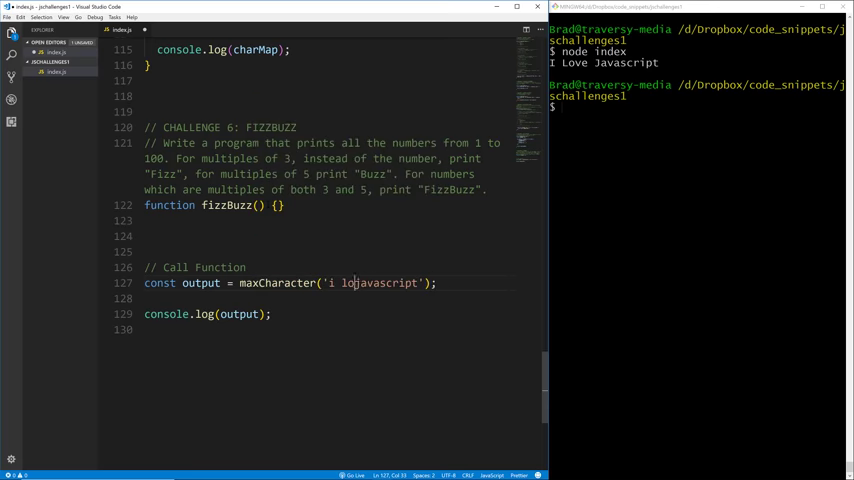 index.js - jschallenges1 - Visual Studio Code
File Edit Selection View Go Debug Tasks Help
EXPLORER
OPEN EDITORS 1 UNSAVED
index.js
JSCHALLENGES1
index.js
index.js
115 console.log(charMap);
116 }
117
118
119
120 // CHALLENGE 6: FIZZBUZZ
121 // Write a program that prints all the numbers from 1 to
100. For multiples of 3, instead of the number, print
"Fizz", for multiples of 5 print "Buzz". For numbers
which are multiples of both 3 and 5, print "FizzBuzz".
122 function fizzBuzz() {}
123
124
125
126 // Call Function
127 const output = maxCharacter('i lojavascript');
128
129 console.log(output);
130
0 0
Go Live Ln 127, Col 33 Spaces: 2 UTF-8 CRLF JavaScript Prettier
MINGW64:/d/Dropbox/code_snippets/jschallenges1
Brad@traversy-media /d/Dropbox/code_snippets/j
schallenges1
$ node index
I Love Javascript
Brad@traversy-media /d/Dropbox/code_snippets/j
schallenges1
$